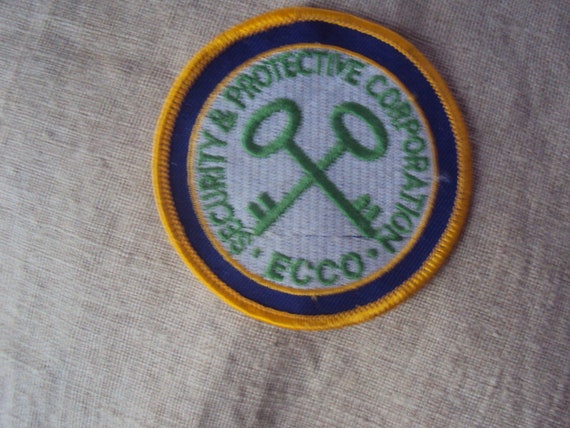 SECURITY & PROTECTIVE CORPORATION
• ECCO •